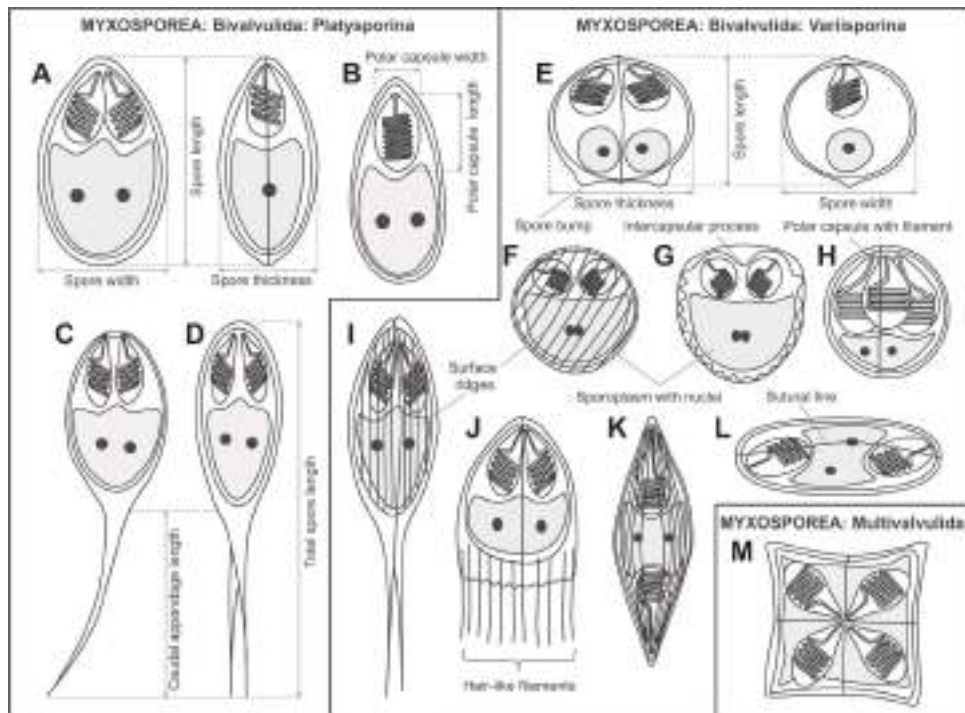 MYXOSPOREA: Bivalvulida: Platysporina
A
Spore length
Spore width
Spore thickness
B
Polar capsule width
Polar capsule length
C
D
Caudal appendage length
Total spore length
MYXOSPOREA: Bivalvulida: Variisporina
E
Spore length
Spore thickness
Spore width
Spore bump
Intercapsular process
Polar capsule with filament
F
G
H
I
Surface
ridges
Sporoplasm with nuclei
Sutural line
J
K
L
Hair-like filaments
MYXOSPOREA: Multivalvulida
M